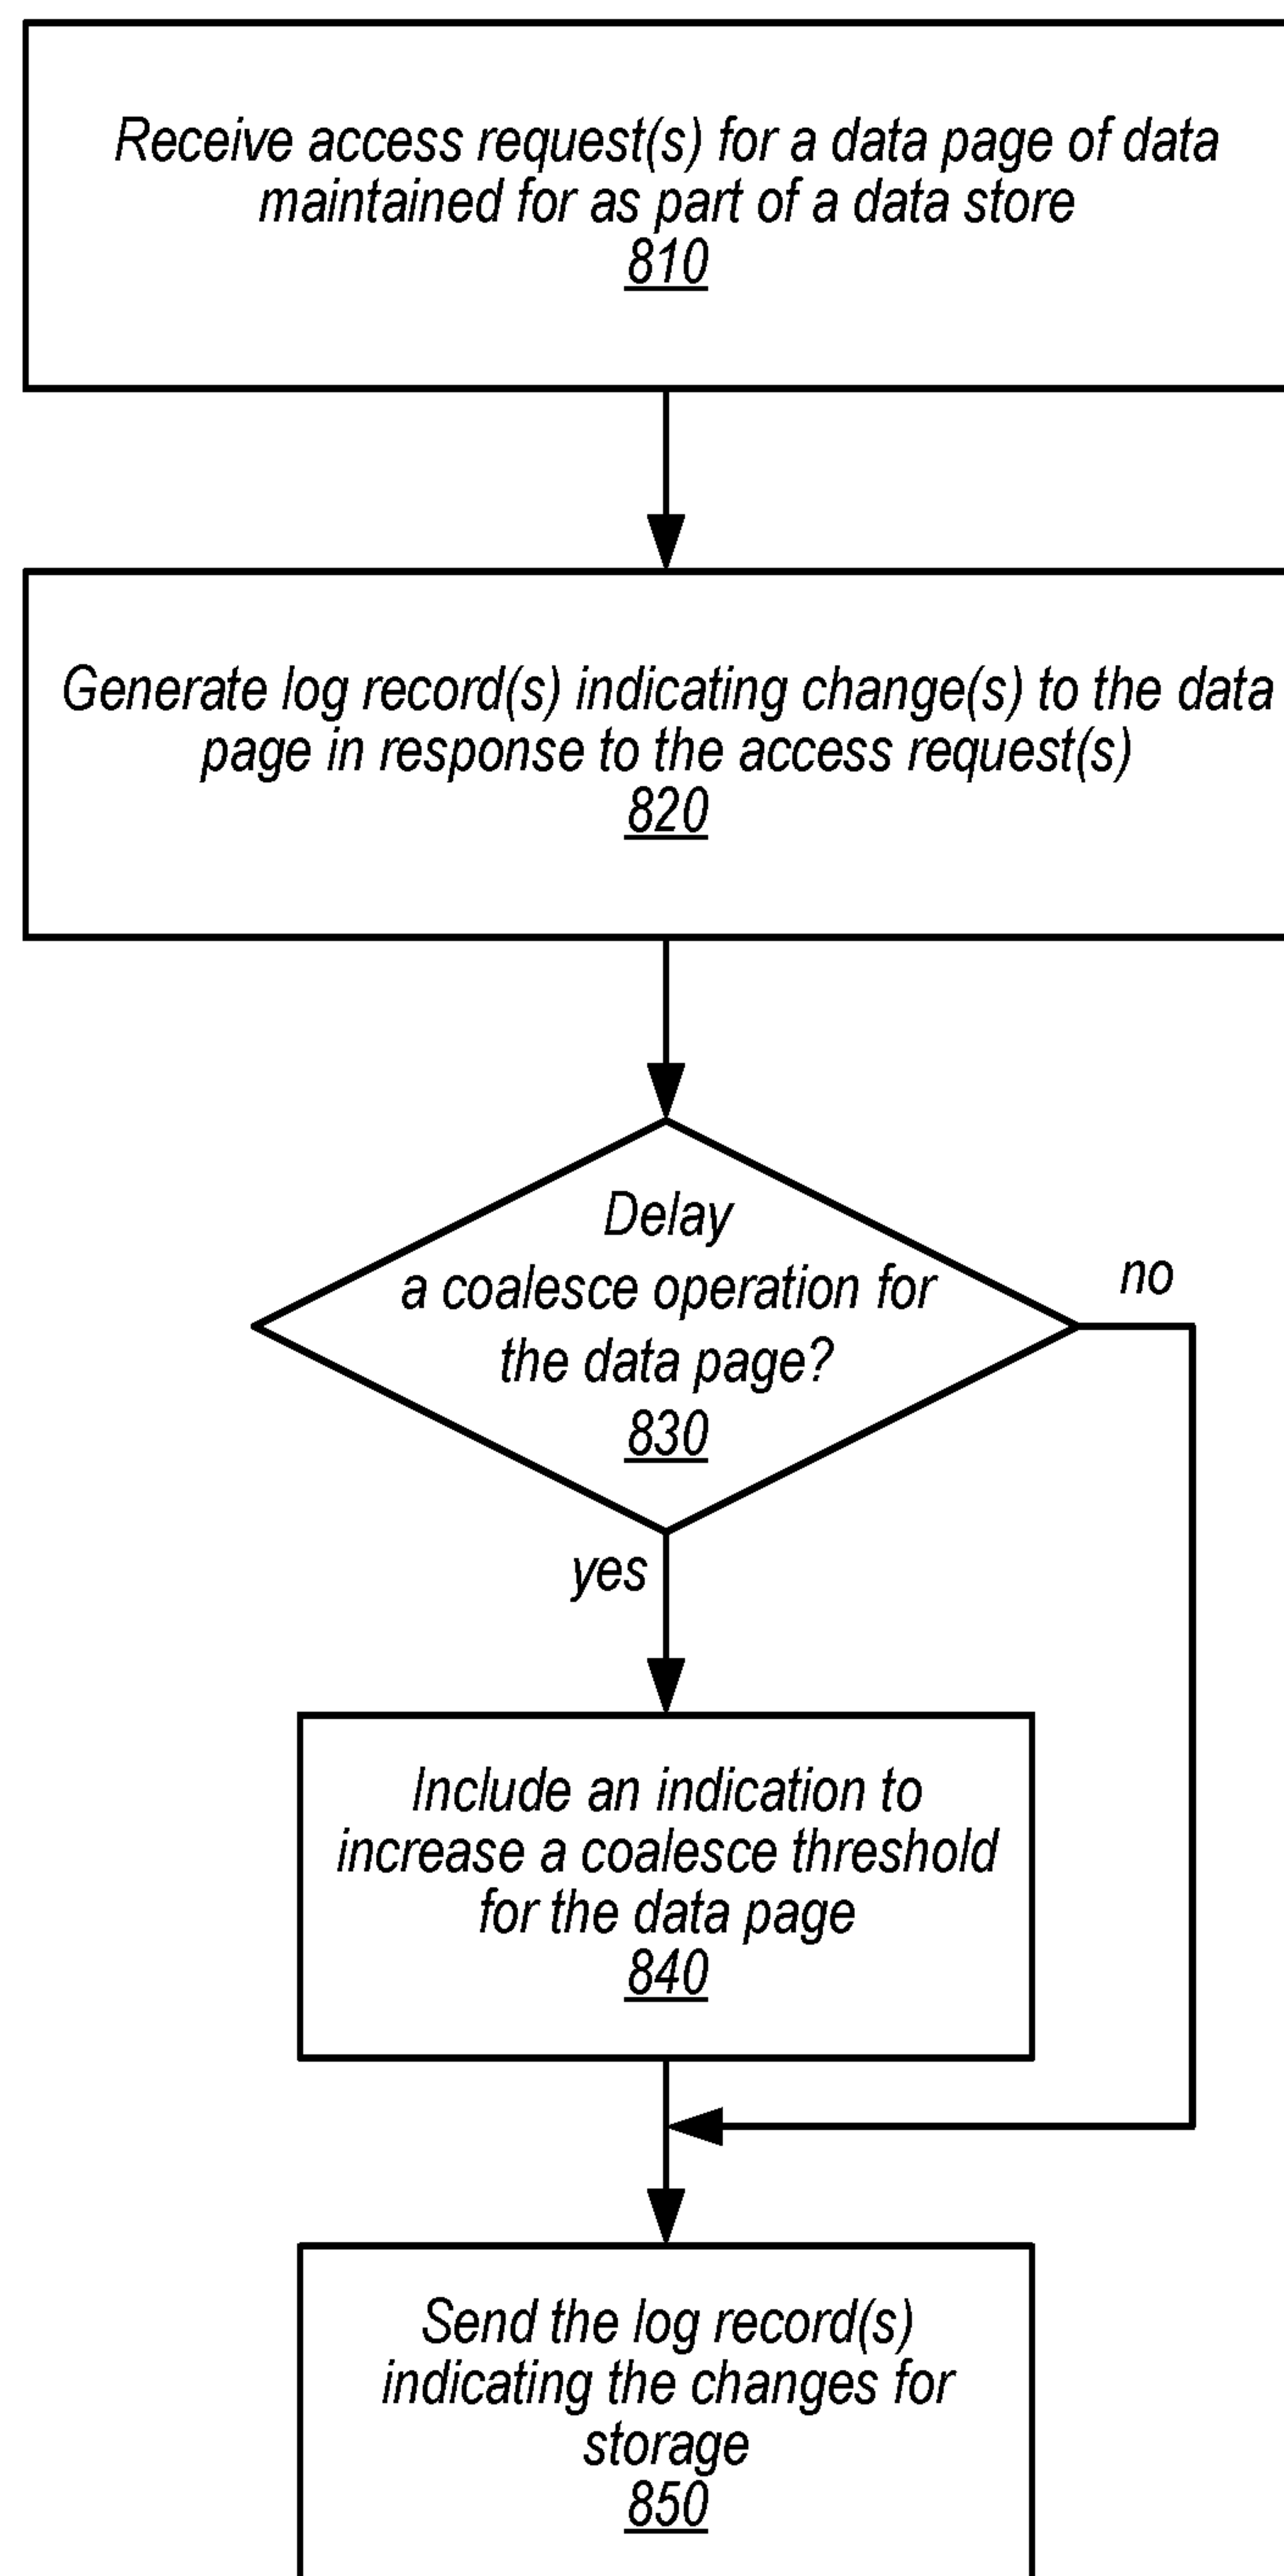 Receive access request(s) for a data page of data
maintained for as part of a data store
810
Generate log record(s) indicating change(s) to the data
page in response to the access request(s)
820
Delay
a coalesce operation for
the data page?
830
no
yes
Include an indication to
increase a coalesce threshold
for the data page
840
Send the log record(s)
indicating the changes for
storage
850